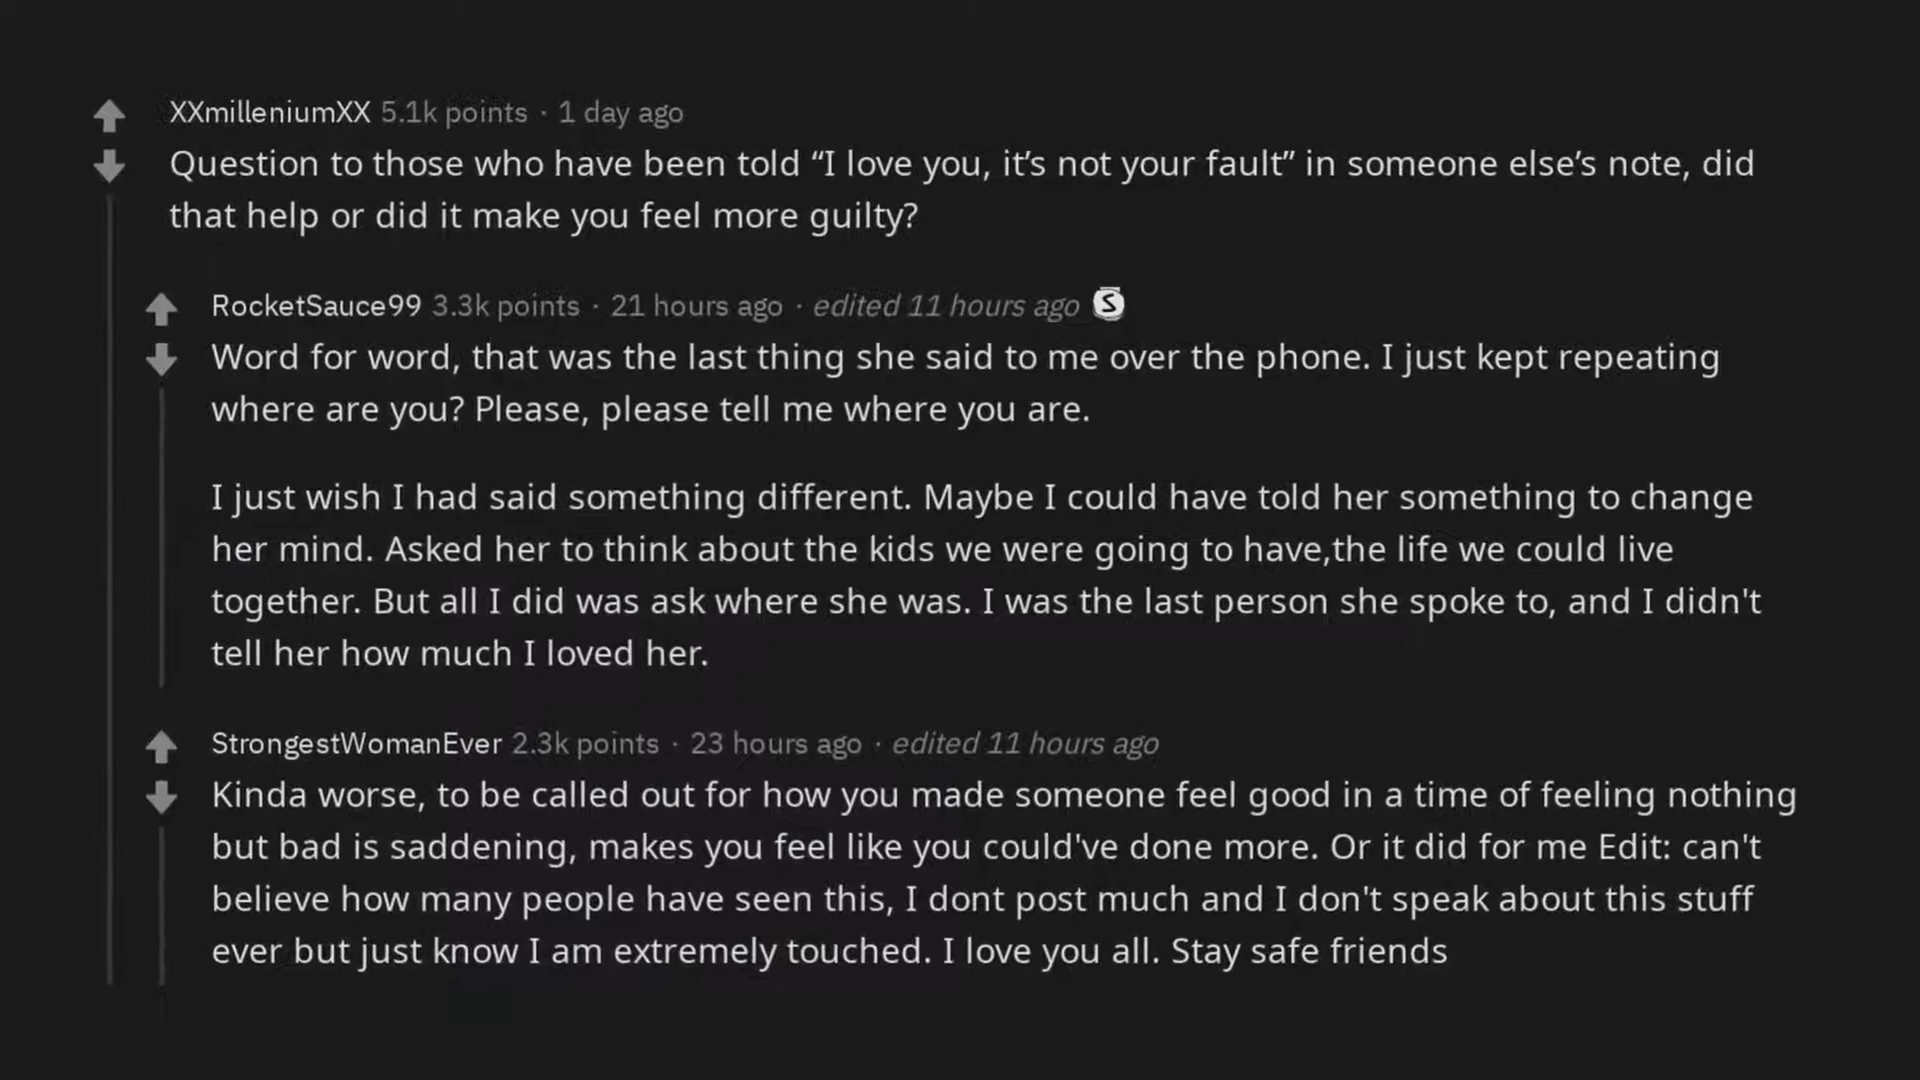 XXmilleniumXX 5.1k points · 1 day ago
Question to those who have been told “I love you, it’s not your fault” in someone else’s note, did
that help or did it make you feel more guilty?
RocketSauce99 3.3k points · 21 hours ago · edited 11 hours ago S
Word for word, that was the last thing she said to me over the phone. I just kept repeating
where are you? Please, please tell me where you are.
I just wish I had said something different. Maybe I could have told her something to change
her mind. Asked her to think about the kids we were going to have,the life we could live
together. But all I did was ask where she was. I was the last person she spoke to, and I didn't
tell her how much I loved her.
StrongestWomanEver 2.3k points · 23 hours ago · edited 11 hours ago
Kinda worse, to be called out for how you made someone feel good in a time of feeling nothing
but bad is saddening, makes you feel like you could've done more. Or it did for me Edit: can't
believe how many people have seen this, I dont post much and I don't speak about this stuff
ever but just know I am extremely touched. I love you all. Stay safe friends